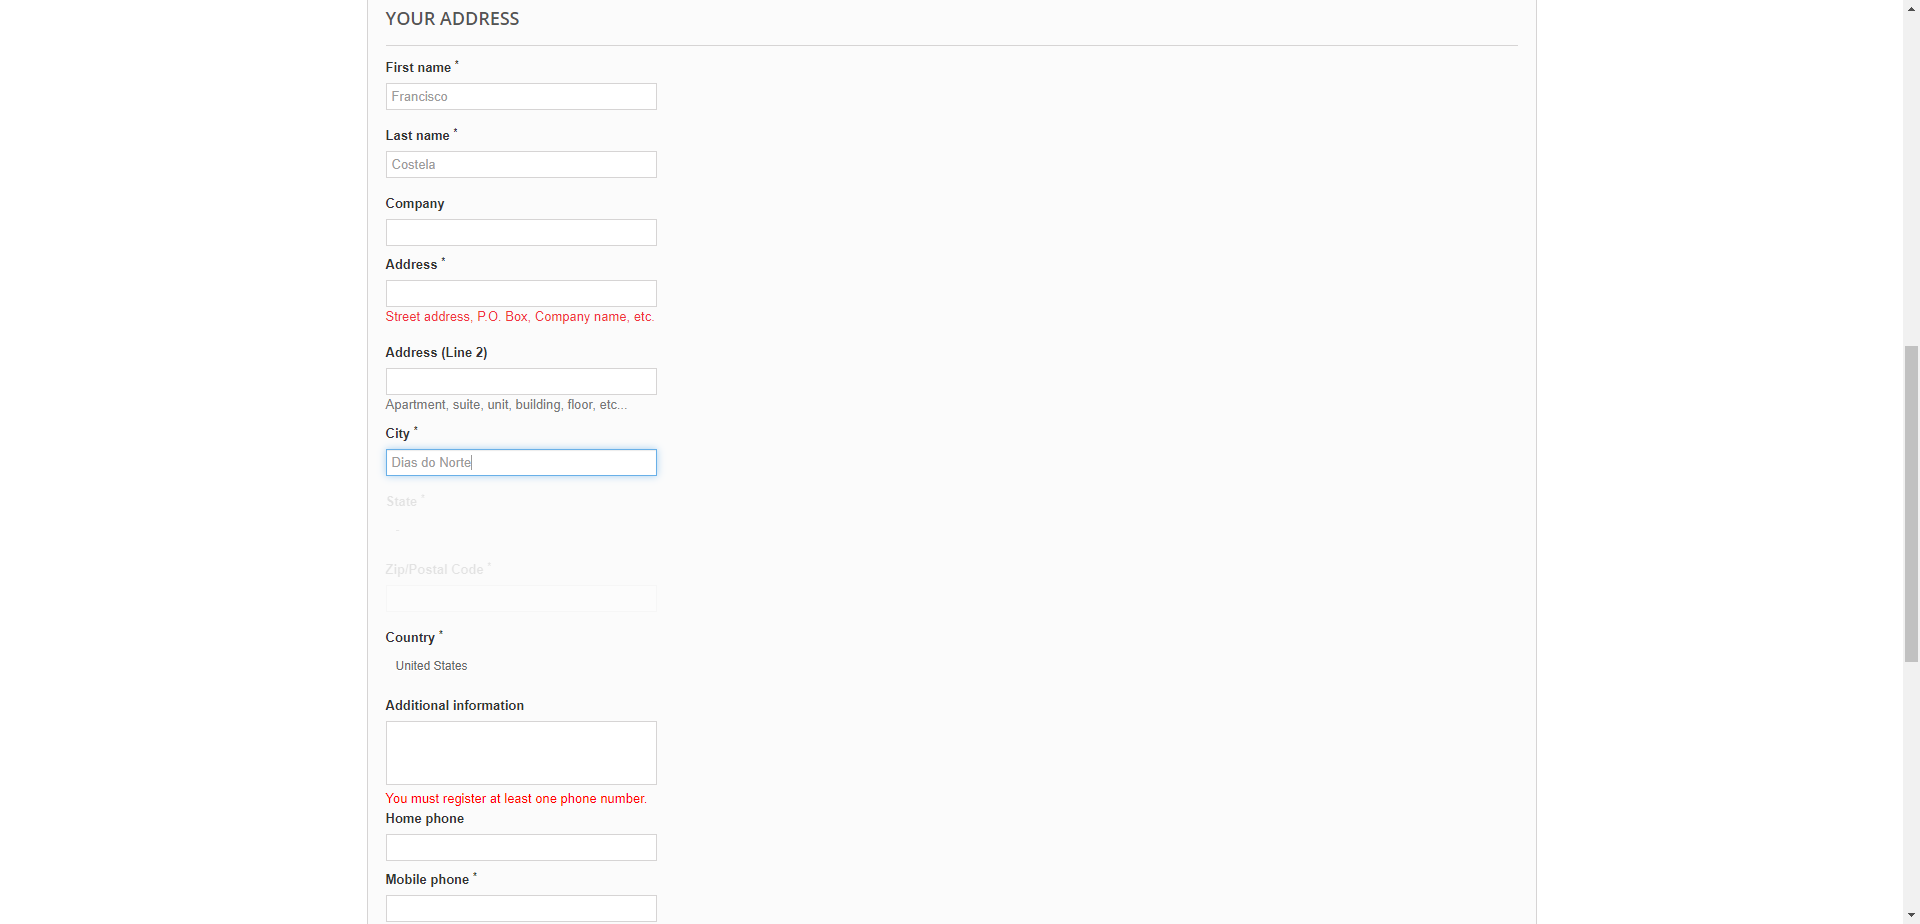 YOUR ADDRESS
First name *
Francisco
Last name *
Costela
Company
Address *
Street address, P.O. Box, Company name, etc.
Address (Line 2)
Apartment, suite, unit, building, floor, etc...
City *
Dias do Norte
State *
-
Zip/Postal Code *
Country *
United States
Additional information
You must register at least one phone number.
Home phone
Mobile phone *